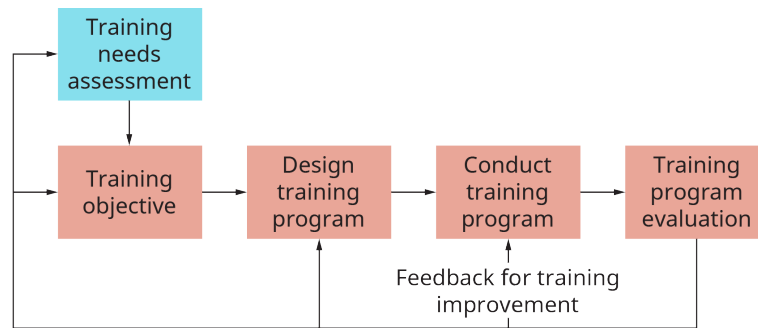 Training
needs
assessment
Training
objective
Design
training
program
Conduct
training
program
Training
program
evaluation
Feedback for training
improvement